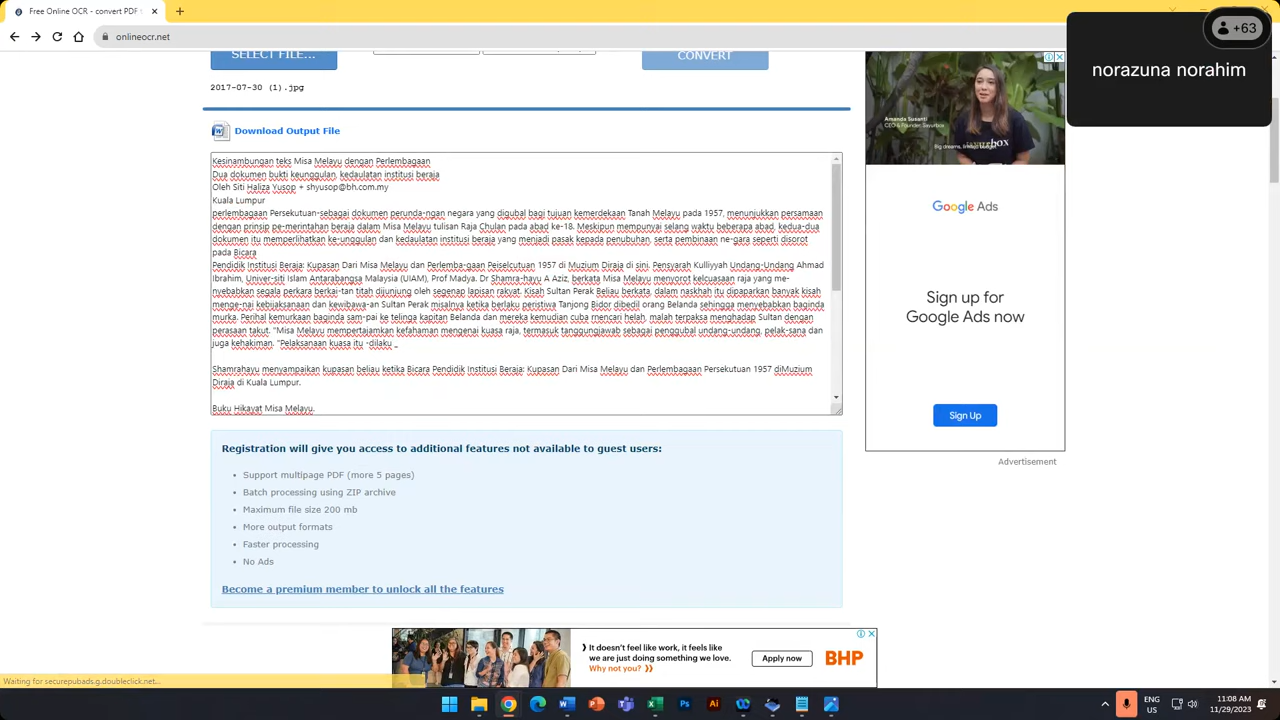 Free Online OCR - convert PDF
onlineocr.net
+63
norazuna norahim
SELECT FILE...
CONVERT
2017-07-30 (1).jpg
Download Output File
Kesinambungan teks Misa Melayu dengan Perlembagaan
Dua dokumen bukti keunggulan, kedaulatan institusi beraja
Oleh Siti Haliza Yusop + shyusop@bh.com.my
Kuala Lumpur
perlembagaan Persekutuan-sebagai dokumen perunda-ngan negara yang digubal bagi tujuan kemerdekaan Tanah Melayu pada 1957, menunjukkan persamaan
dengan prinsip pe-merintahan beraja dalam Misa Melayu tulisan Raja Chulan pada abad ke-18. Meskipun mempunyai selang waktu beberapa abad, kedua-dua
dokumen itu memperlihatkan ke-unggulan dan kedaulatan institusi beraja yang menjadi pasak kepada penubuhan, serta pembinaan ne-gara seperti disorot
pada Bicara
Pendidik Institusi Beraja: Kupasan Dari Misa Melayu dan Perlemba-gaan Peiselcutuan 1957 di Muzium Diraja di sini. Pensyarah Kulliyyah Undang-Undang Ahmad
Ibrahim, Univer-siti Islam Antarabangsa Malaysia (UIAM), Prof Madya. Dr Shamra-hayu A Aziz, berkata Misa Melayu menyorot kelcuasaan raja yang me-
nyebabkan segala perkara berkai-tan titah dijunjung oleh segenap lapisan rakyat. Kisah Sultan Perak Beliau berkata, dalam naskhah itu dipaparkan banyak kisah
menge-nai kebijaksanaan dan kewibawa-an Sultan Perak misalnya ketika berlaku peristiwa Tanjong Bidor dibedil orang Belanda sehingga menyebabkan baginda
murka. Perihal kemurkaan baginda sam-pai ke telinga kapitan Belanda dan mereka kemudian cuba rnencari helah, malah terpaksa menghadap Sultan dengan
perasaan takut. "Misa Melayu mempertajamkan kefahaman mengenai kuasa raja, termasuk tanggungjawab sebagai penggubal undang-undang, pelak-sana dan
juga kehakiman. "Pelaksanaan kuasa itu -dilaku _
Shamrahayu menyampaikan kupasan beliau ketika Bicara Pendidik Institusi Beraja: Kupasan Dari Misa Melayu dan Perlembagaan Persekutuan 1957 diMuzium
Diraja di Kuala Lumpur.
Buku Hikayat Misa Melayu.
Registration will give you access to additional features not available to guest users:
Support multipage PDF (more 5 pages)
Batch processing using ZIP archive
Maximum file size 200 mb
More output formats
Faster processing
No Ads
Become a premium member to unlock all the features
Amanda Susanti
CEO & Founder, Sayurbox
Google Ads
Sign up for
Google Ads now
Sign Up
Advertisement
It doesn't feel like work, it feels like
we are just doing something we love.
Why not you?
Apply now
BHP
Waiting for securepubads.g.doubleclick.net...
ENG
US
11:08 AM
11/29/2023